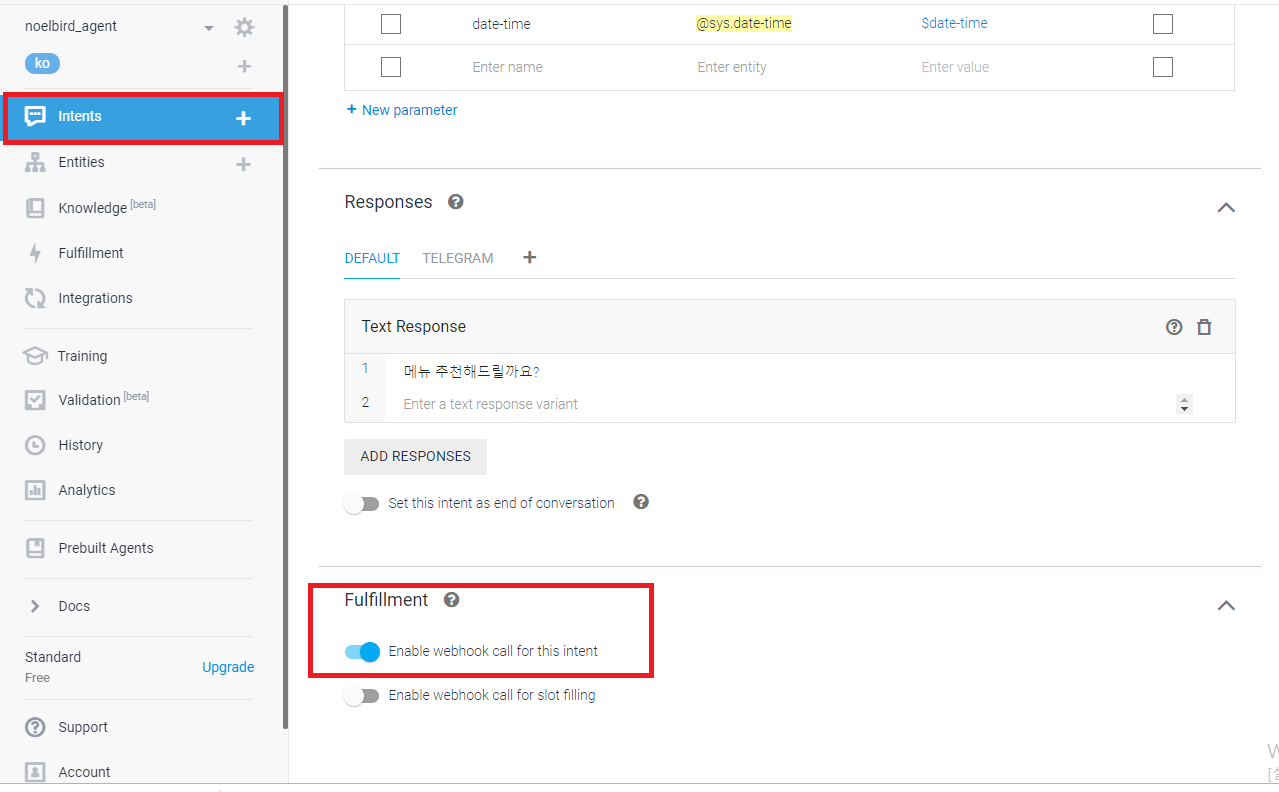 noelbird_agent
ko
Intents
Entities
Knowledge [beta]
Fulfillment
Integrations
Training
Validation [beta]
History
Analytics
Prebuilt Agents
Docs
Standard
Free
Upgrade
Support
Account
date-time @sys.date-time $date-time
Enter name Enter entity Enter value
+ New parameter
Responses
DEFAULT TELEGRAM +
Text Response
1 메뉴 추천해드릴까요?
2 Enter a text response variant
ADD RESPONSES
Set this intent as end of conversation
Fulfillment
Enable webhook call for this intent
Enable webhook call for slot filling